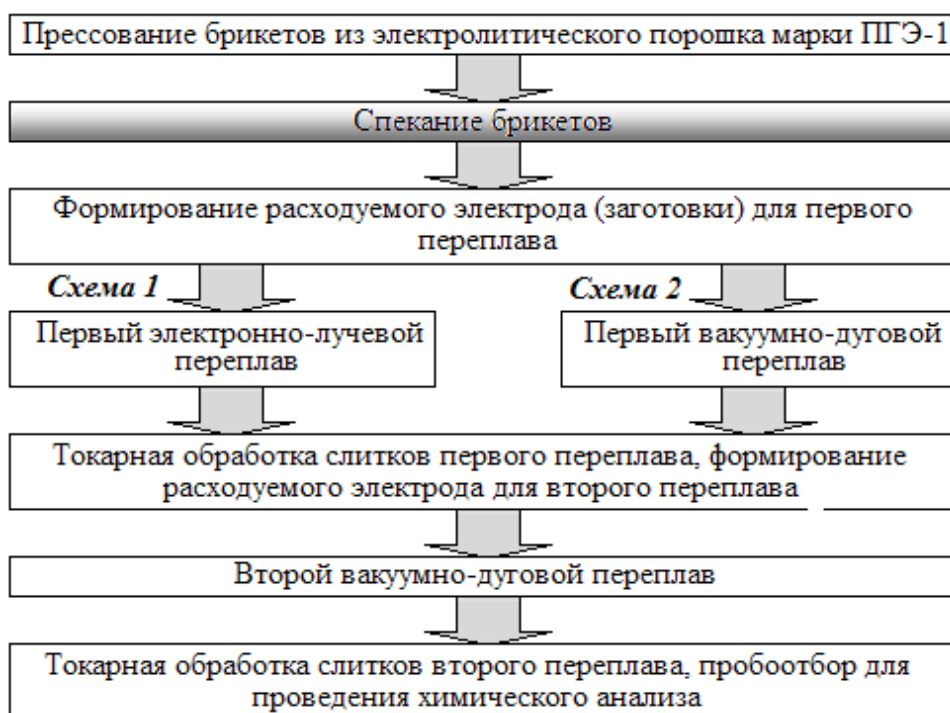 Прессование брикетов из электролитического порошка марки ПГЭ-1
Спекание брикетов
Формирование расходуемого электрода (заготовки) для первого
переплава
Схема 1
Схема 2
Первый электронно-лучевой
переплав
Первый вакуумно-дуговой
переплав
Токарная обработка слитков первого переплава, формирование
расходуемого электрода для второго переплава
Второй вакуумно-дуговой переплав
Токарная обработка слитков второго переплава, пробоотбор для
проведения химического анализа